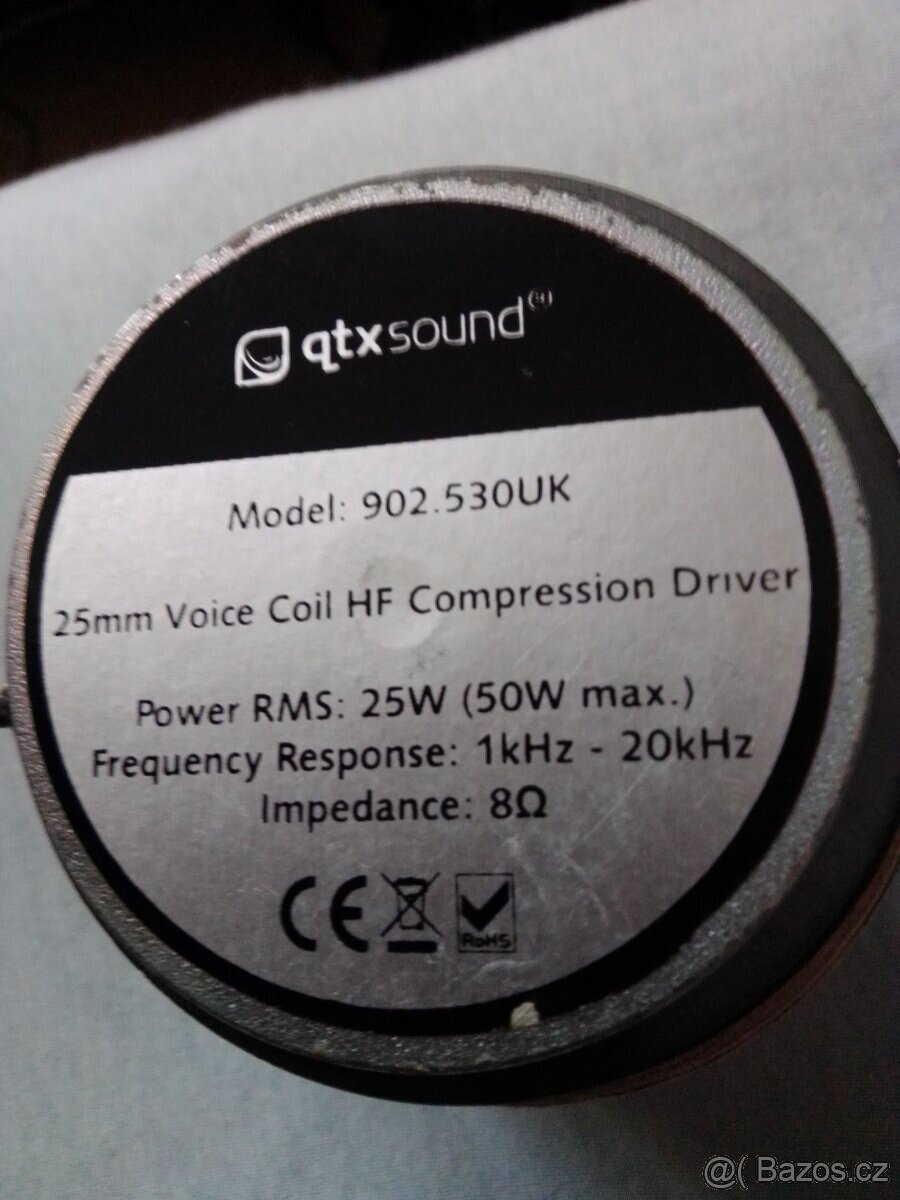 qtxsound®
Model: 902.530UK
25mm Voice Coil HF Compression Driver
Power RMS: 25W (50W max.)
Frequency Response: 1kHz - 20kHz
Impedance: 8Ω
CE RoHS
@( Bazos.cz